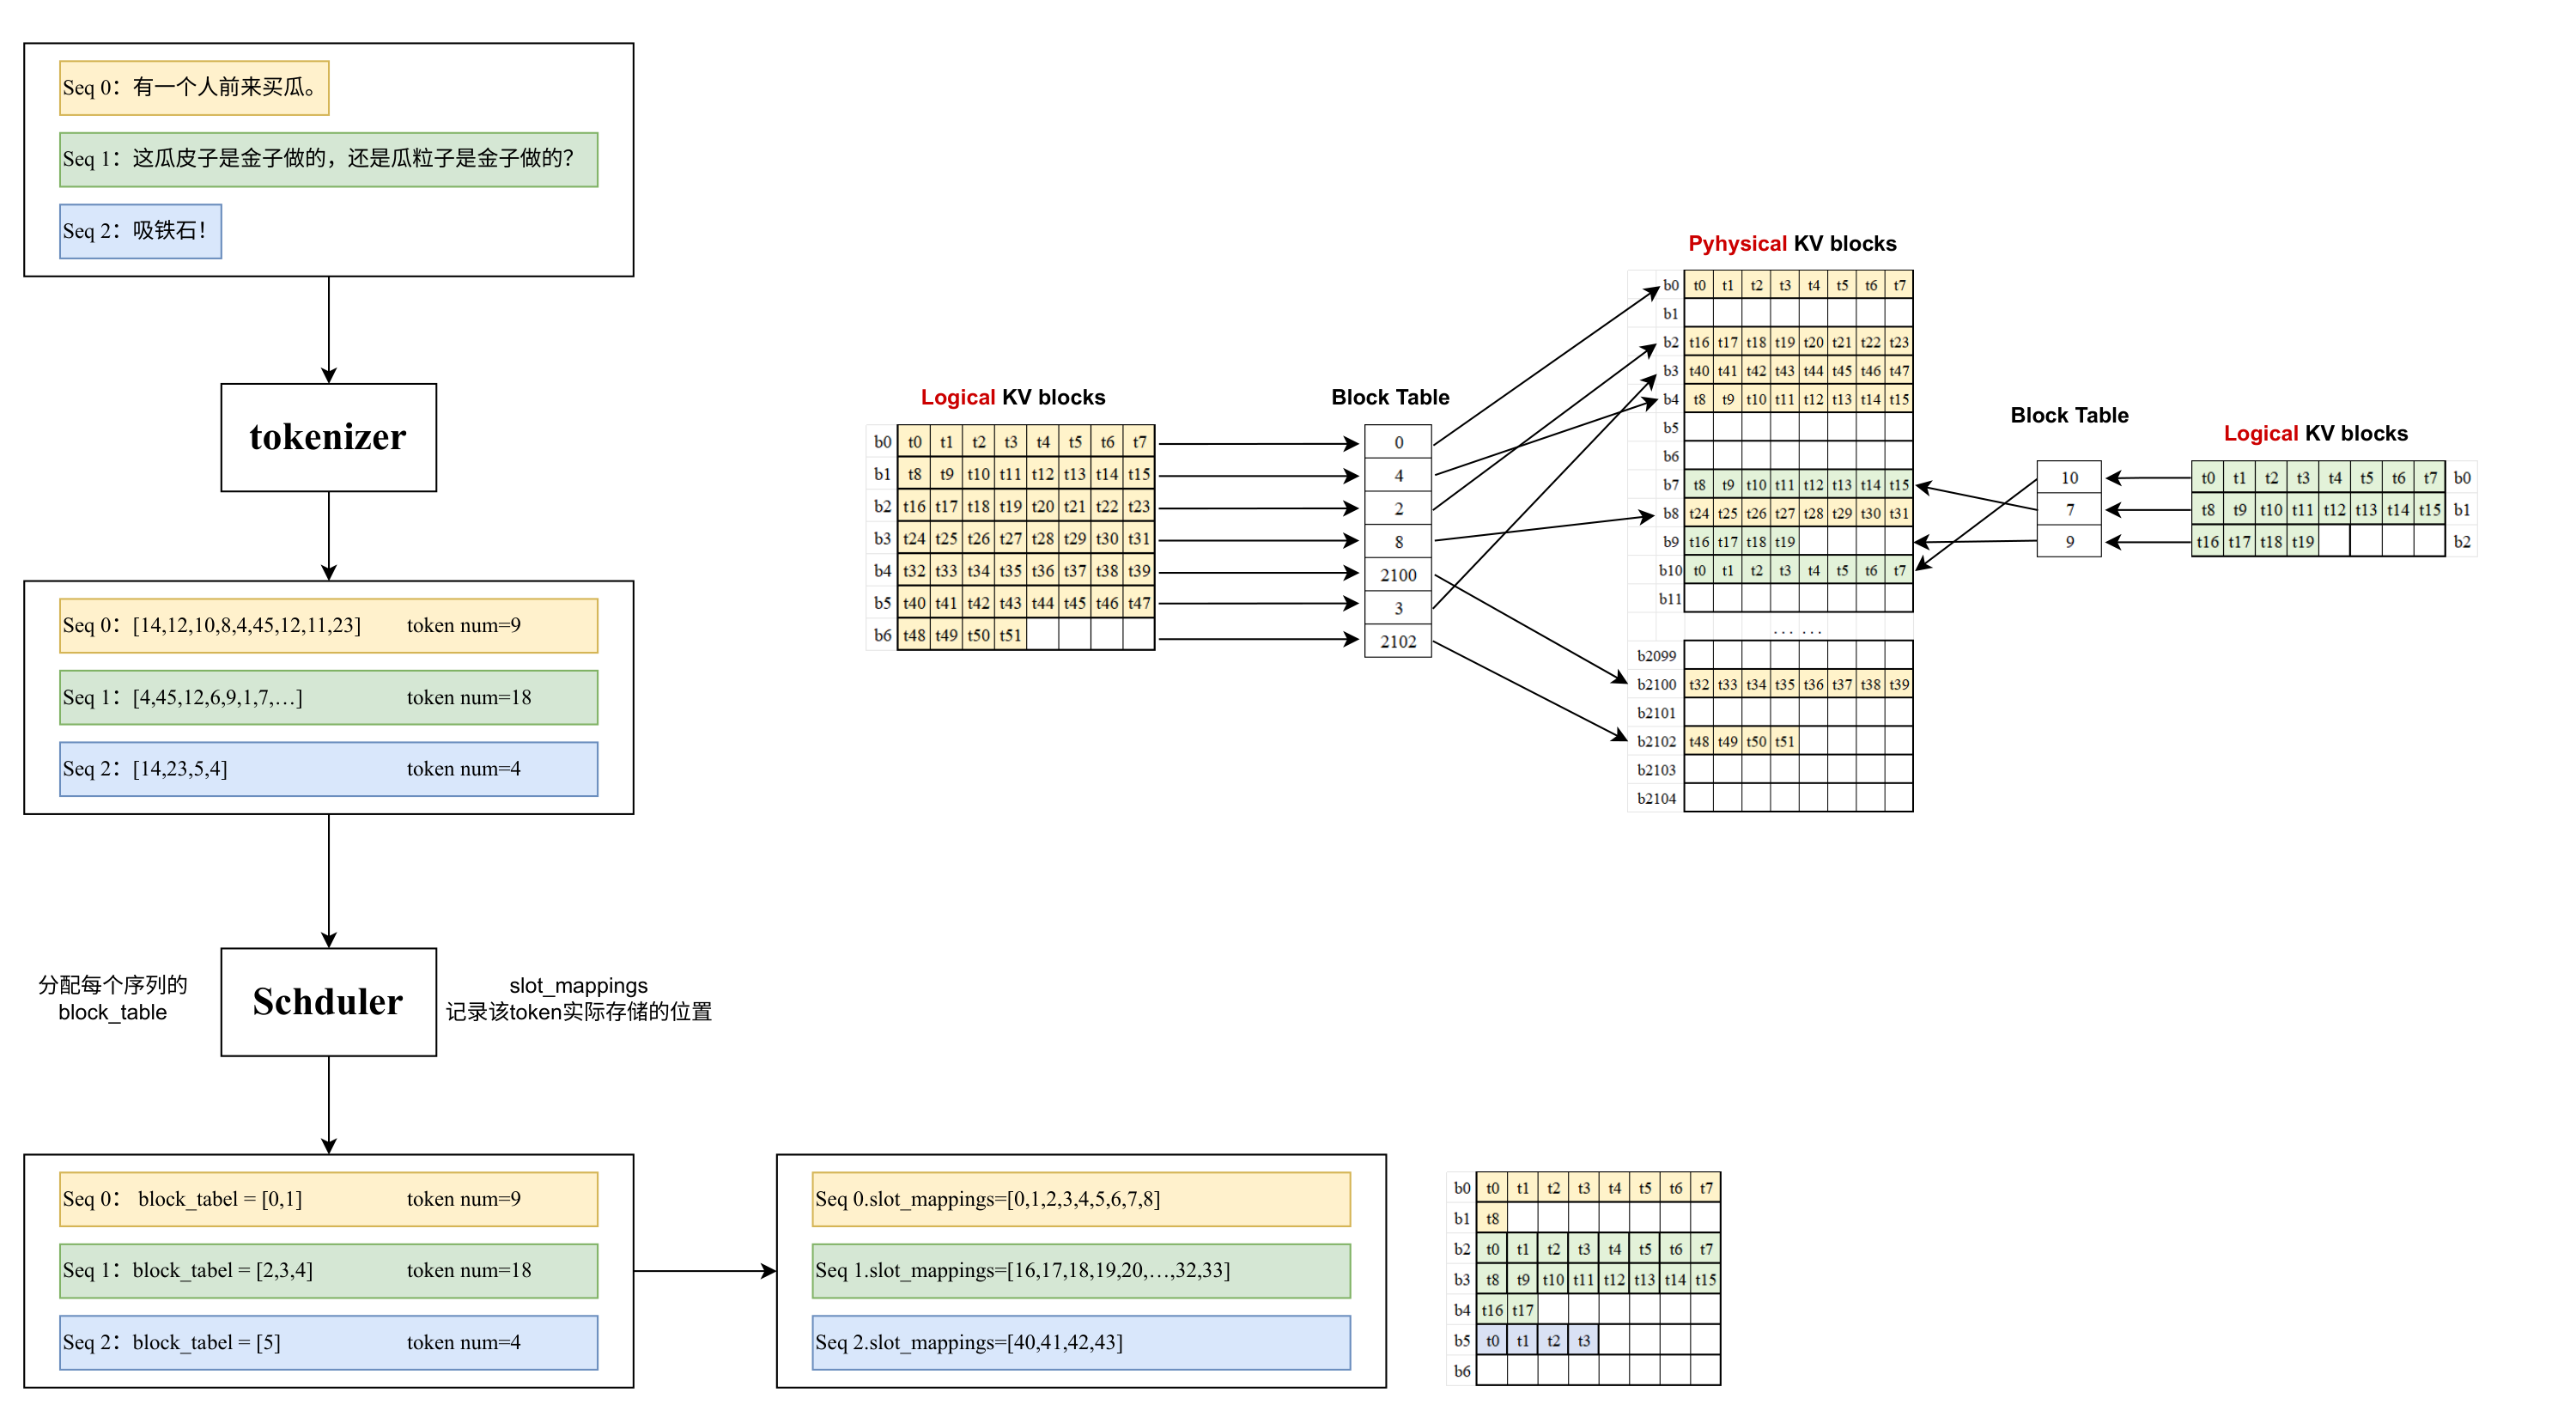 Seq 0：有一个人前来买瓜。
Seq 1：这瓜皮子是金子做的，还是瓜粒子是金子做的？
Seq 2：吸铁石！
tokenizer
Seq 0：[14,12,10,8,4,45,12,11,23] token num=9
Seq 1：[4,45,12,6,9,1,7,…] token num=18
Seq 2：[14,23,5,4] token num=4
分配每个序列的
block_table
Schduler
slot_mappings
记录该token实际存储的位置
Seq 0： block_tabel = [0,1] token num=9
Seq 1：block_tabel = [2,3,4] token num=18
Seq 2：block_tabel = [5] token num=4
Seq 0.slot_mappings=[0,1,2,3,4,5,6,7,8]
Seq 1.slot_mappings=[16,17,18,19,20,…,32,33]
Seq 2.slot_mappings=[40,41,42,43]
b0 t0 t1 t2 t3 t4 t5 t6 t7
b1 t8
b2 t0 t1 t2 t3 t4 t5 t6 t7
b3 t8 t9 t10 t11 t12 t13 t14 t15
b4 t16 t17
b5 t0 t1 t2 t3
b6
Logical KV blocks
b0 t0 t1 t2 t3 t4 t5 t6 t7
b1 t8 t9 t10 t11 t12 t13 t14 t15
b2 t16 t17 t18 t19 t20 t21 t22 t23
b3 t24 t25 t26 t27 t28 t29 t30 t31
b4 t32 t33 t34 t35 t36 t37 t38 t39
b5 t40 t41 t42 t43 t44 t45 t46 t47
b6 t48 t49 t50 t51
Block Table
0
4
2
8
2100
3
2102
Pyhysical KV blocks
b0 t0 t1 t2 t3 t4 t5 t6 t7
b1
b2 t16 t17 t18 t19 t20 t21 t22 t23
b3 t40 t41 t42 t43 t44 t45 t46 t47
b4 t8 t9 t10 t11 t12 t13 t14 t15
b5
b6
b7 t8 t9 t10 t11 t12 t13 t14 t15
b8 t24 t25 t26 t27 t28 t29 t30 t31
b9 t16 t17 t18 t19
b10 t0 t1 t2 t3 t4 t5 t6 t7
b11
... ...
b2099
b2100 t32 t33 t34 t35 t36 t37 t38 t39
b2101
b2102 t48 t49 t50 t51
b2103
b2104
Block Table
10
7
9
Logical KV blocks
t0 t1 t2 t3 t4 t5 t6 t7 b0
t8 t9 t10 t11 t12 t13 t14 t15 b1
t16 t17 t18 t19 b2